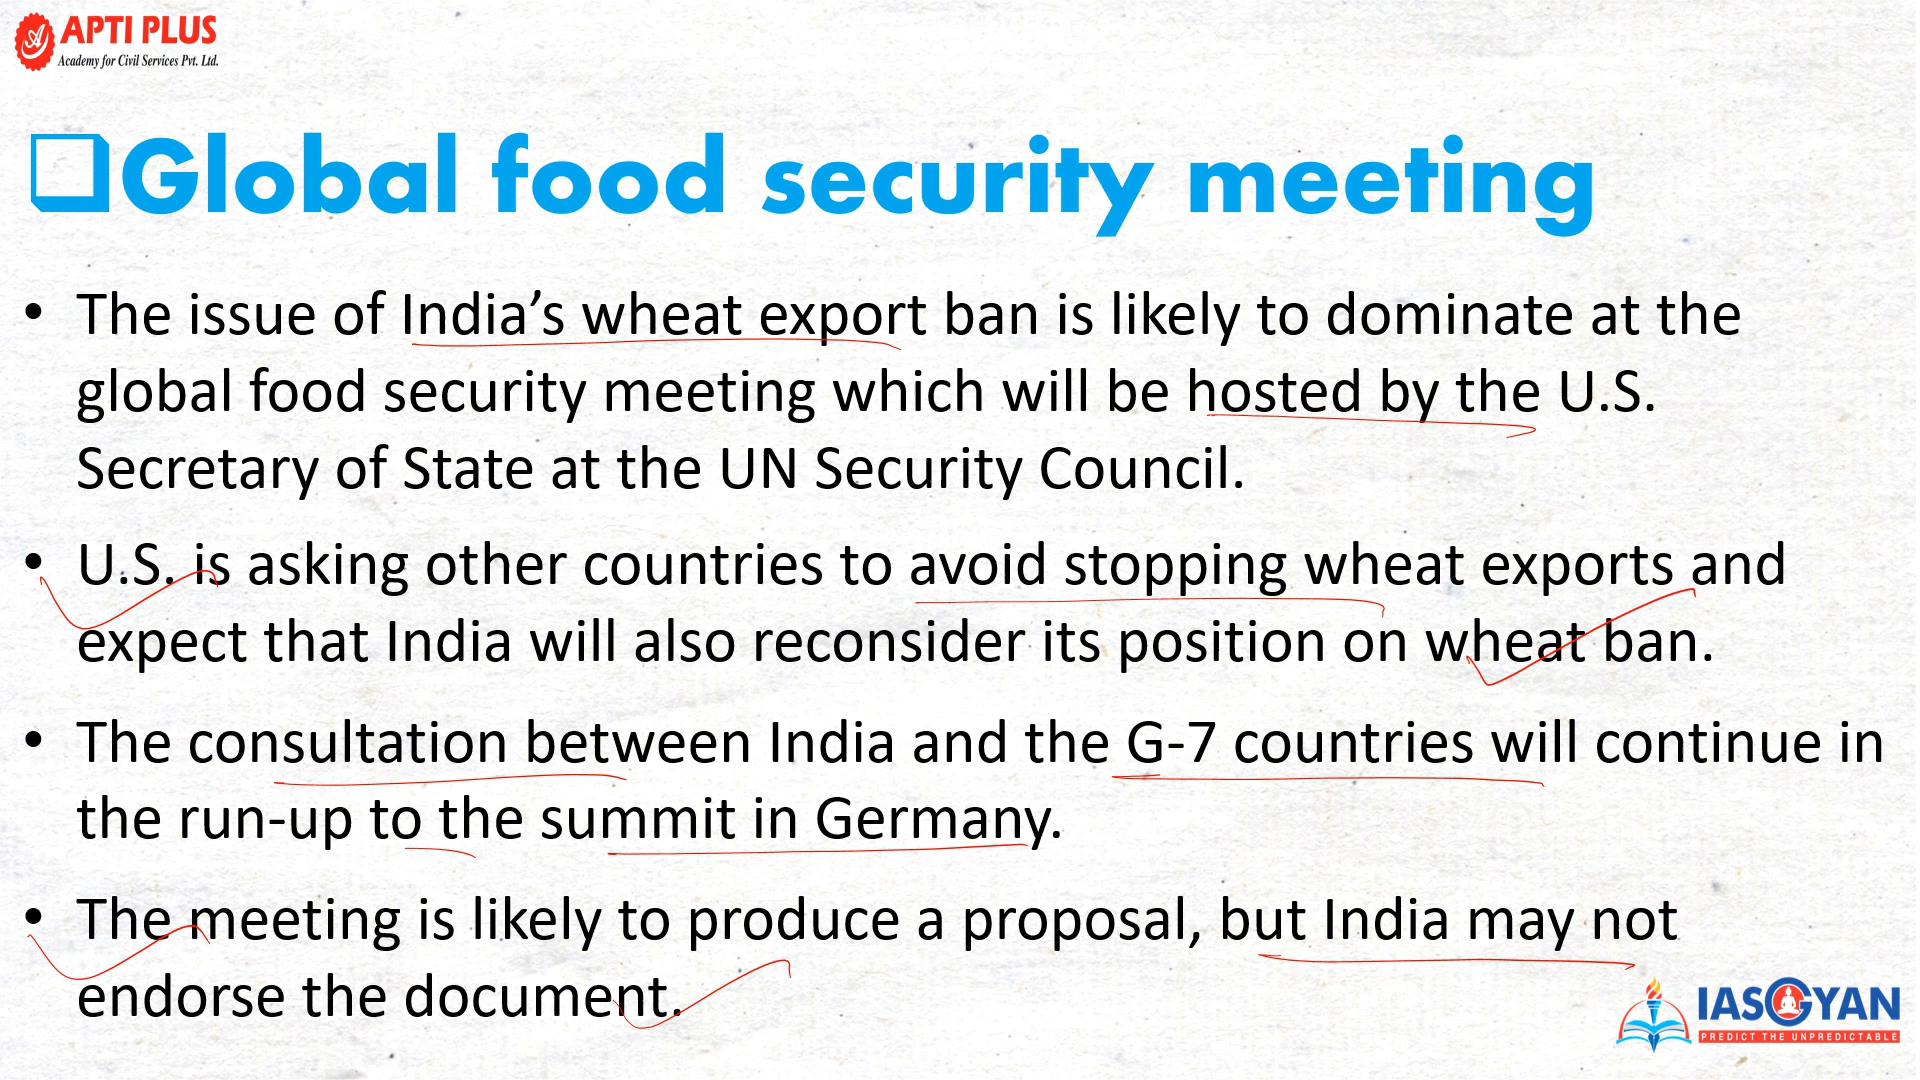 APTI PLUS
Academy for Civil Services Pvt. Ltd.
Global food security meeting
• The issue of India’s wheat export ban is likely to dominate at the
global food security meeting which will be hosted by the U.S.
Secretary of State at the UN Security Council.
• U.S. is asking other countries to avoid stopping wheat exports and
expect that India will also reconsider its position on wheat ban.
• The consultation between India and the G-7 countries will continue in
the run-up to the summit in Germany.
• The meeting is likely to produce a proposal, but India may not
endorse the document.
IASGYAN
PREDICT THE UNPREDICTABLE